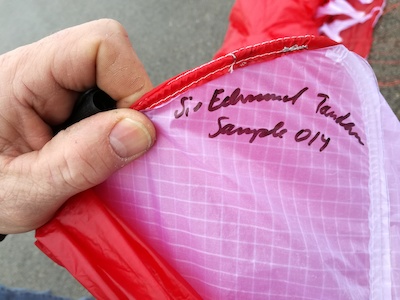 Sir Edmund Tandem
Sample 014